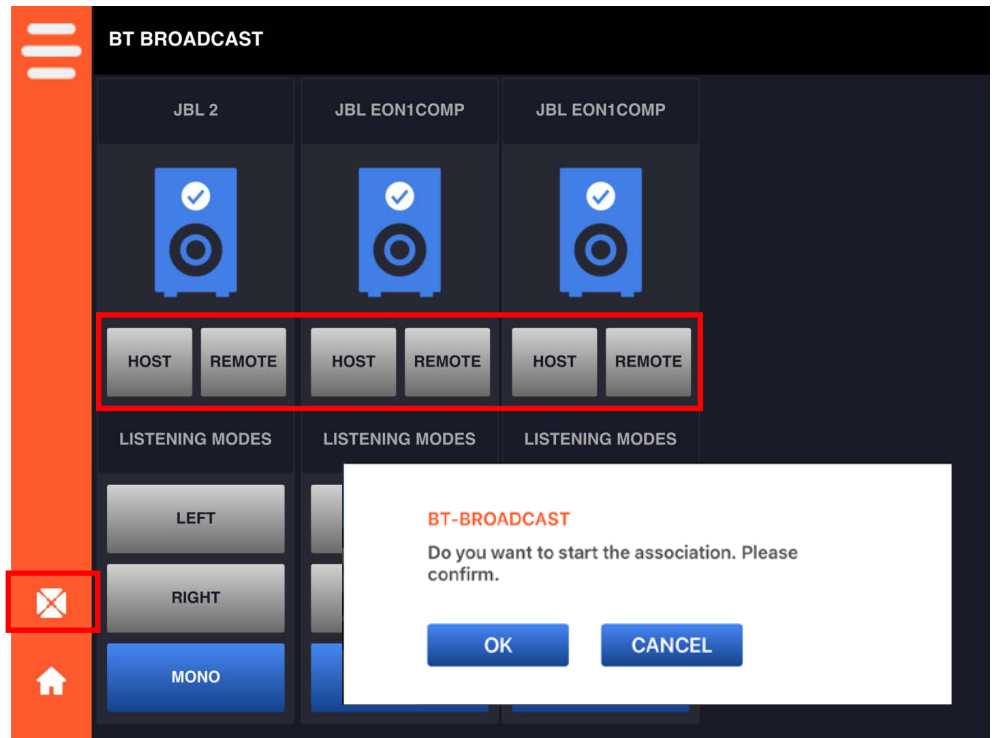 BT BROADCAST
JBL 2
JBL EON1COMP
JBL EON1COMP
HOST
REMOTE
HOST
REMOTE
HOST
REMOTE
LISTENING MODES
LISTENING MODES
LISTENING MODES
LEFT
RIGHT
MONO
BT-BROADCAST
Do you want to start the association. Please
confirm.
OK
CANCEL